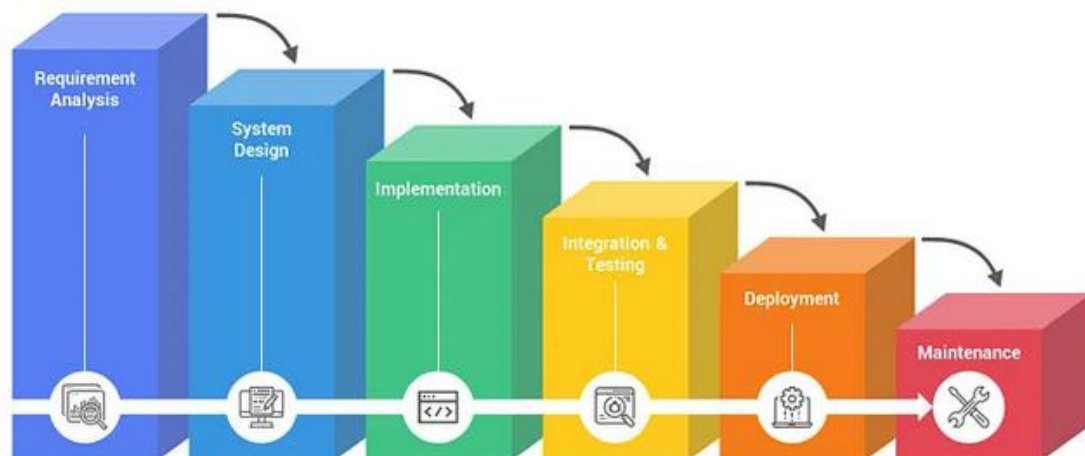 Requirement
Analysis
System
Design
Implementation
Integration &
Testing
Deployment
Maintenance